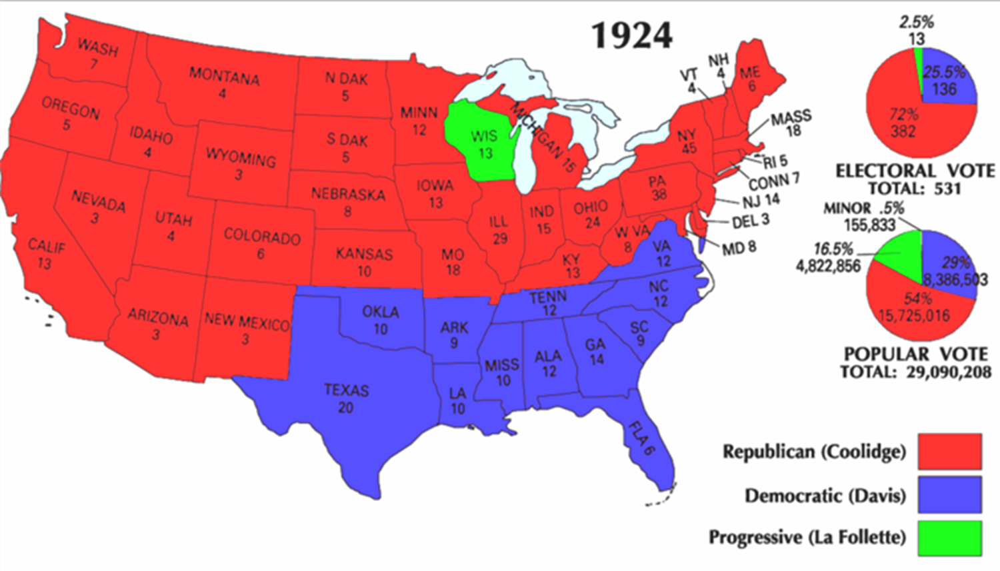 1924
WASH
7
MONTANA
4
N DAK
5
MINN
12
OREGON
5
IDAHO
4
WYOMING
3
S DAK
5
WIS
13
MICHIGAN 15
VT
4
NH
4
ME
6
MASS
18
NY
45
RI 5
CONN 7
NJ 14
DEL 3
MD 8
PA
38
NEVADA
3
UTAH
4
COLORADO
6
NEBRASKA
8
IOWA
13
ILL
29
IND
15
OHIO
24
W VA
8
VA
12
CALIF
13
KANSAS
10
MO
18
KY
13
ARIZONA
3
NEW MEXICO
3
OKLA
10
ARK
9
TENN
12
NC
12
SC
9
TEXAS
20
LA
10
MISS
10
ALA
12
GA
14
FLA 6
2.5%
13
25.5%
136
72%
382
ELECTORAL VOTE
TOTAL: 531
MINOR .5%
155,833
16.5%
4,822,856
29%
8,386,503
54%
15,725,016
POPULAR VOTE
TOTAL: 29,090,208
Republican (Coolidge)
Democratic (Davis)
Progressive (La Follette)